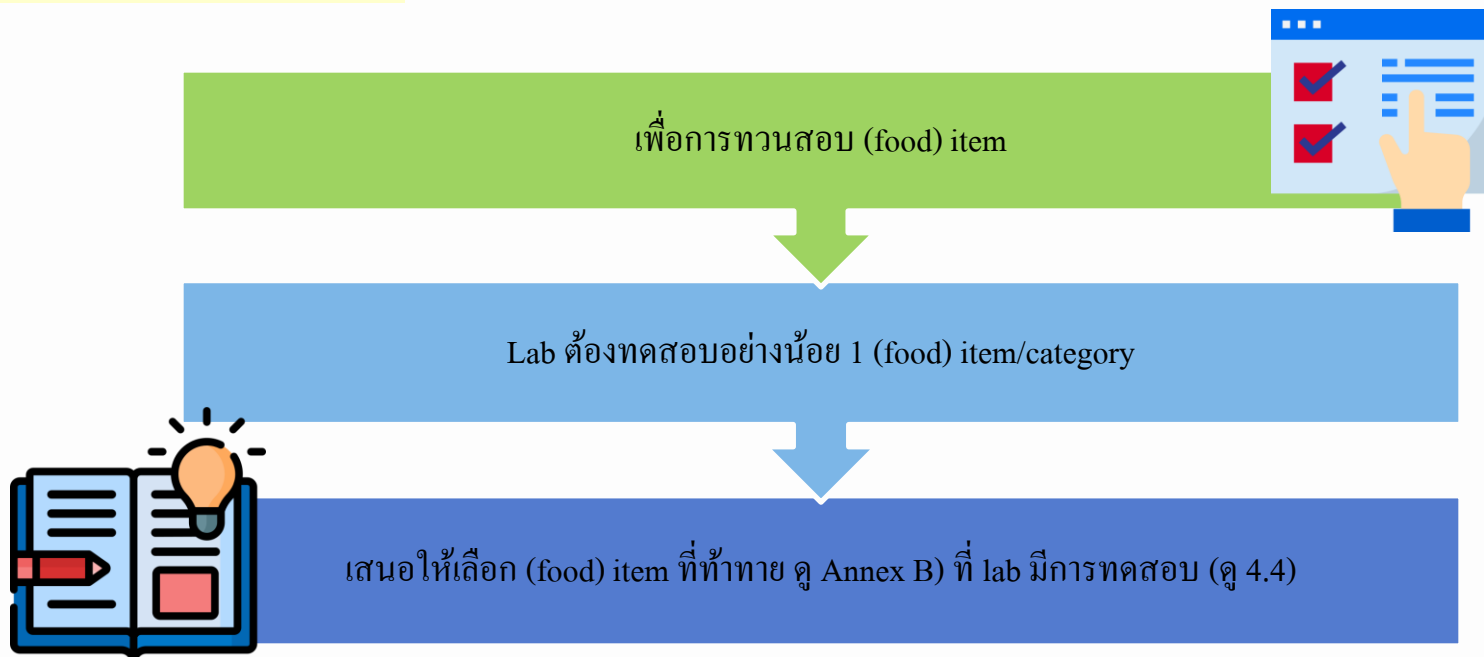 เพื่อการทวนสอบ (food) item
Lab ต้องทดสอบอย่างน้อย 1 (food) item/category
เสนอให้เลือก (food) item ที่ท้าทาย ดู Annex B) ที่ lab มีการทดสอบ (ดู 4.4)